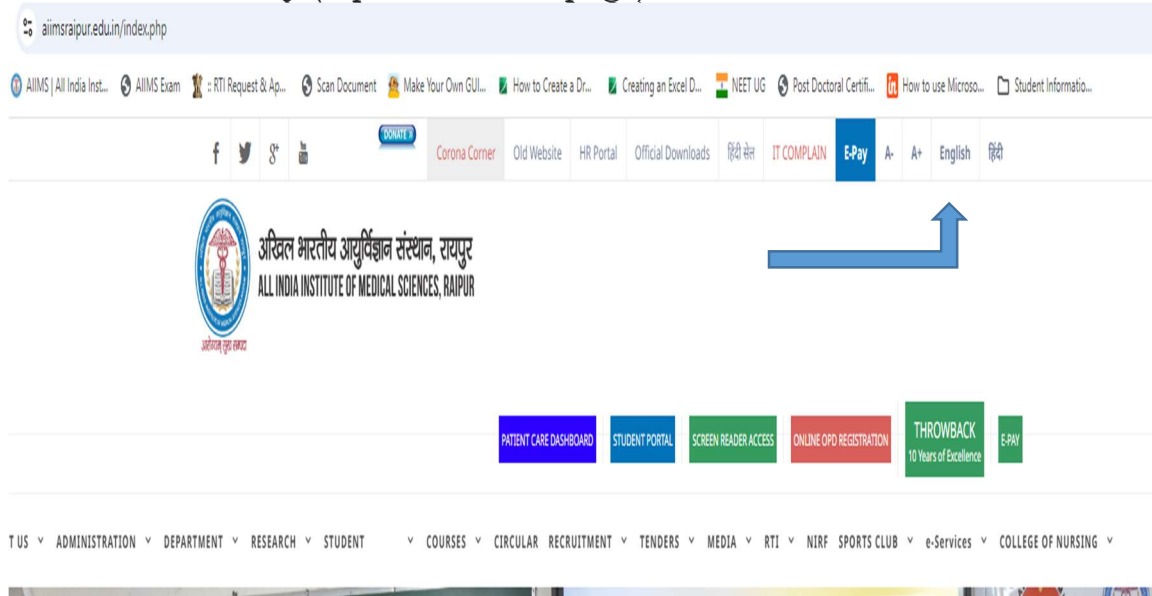 aiimsraipur.edu.in/index.php
AIIMS | All India Inst... AIIMS Exam :: RTI Request & Ap... Scan Document Make Your Own GUI... How to Create a Dr... Creating an Excel D... NEET UG Post Doctoral Certifi... How to use Microso... Student Informatio...
DONATE Corona Corner Old Website HR Portal Official Downloads हिंदी सेल IT COMPLAIN E-Pay A- A+ English हिंदी
अखिल भारतीय आयुर्विज्ञान संस्थान, रायपुर
ALL INDIA INSTITUTE OF MEDICAL SCIENCES, RAIPUR
आरोग्यम् सुख सम्पदा
PATIENT CARE DASHBOARD STUDENT PORTAL SCREEN READER ACCESS ONLINE OPD REGISTRATION THROWBACK E-PAY
10 Years of Excellence
T US ADMINISTRATION DEPARTMENT RESEARCH STUDENT COURSES CIRCULAR RECRUITMENT TENDERS MEDIA RTI NIRF SPORTS CLUB e-Services COLLEGE OF NURSING